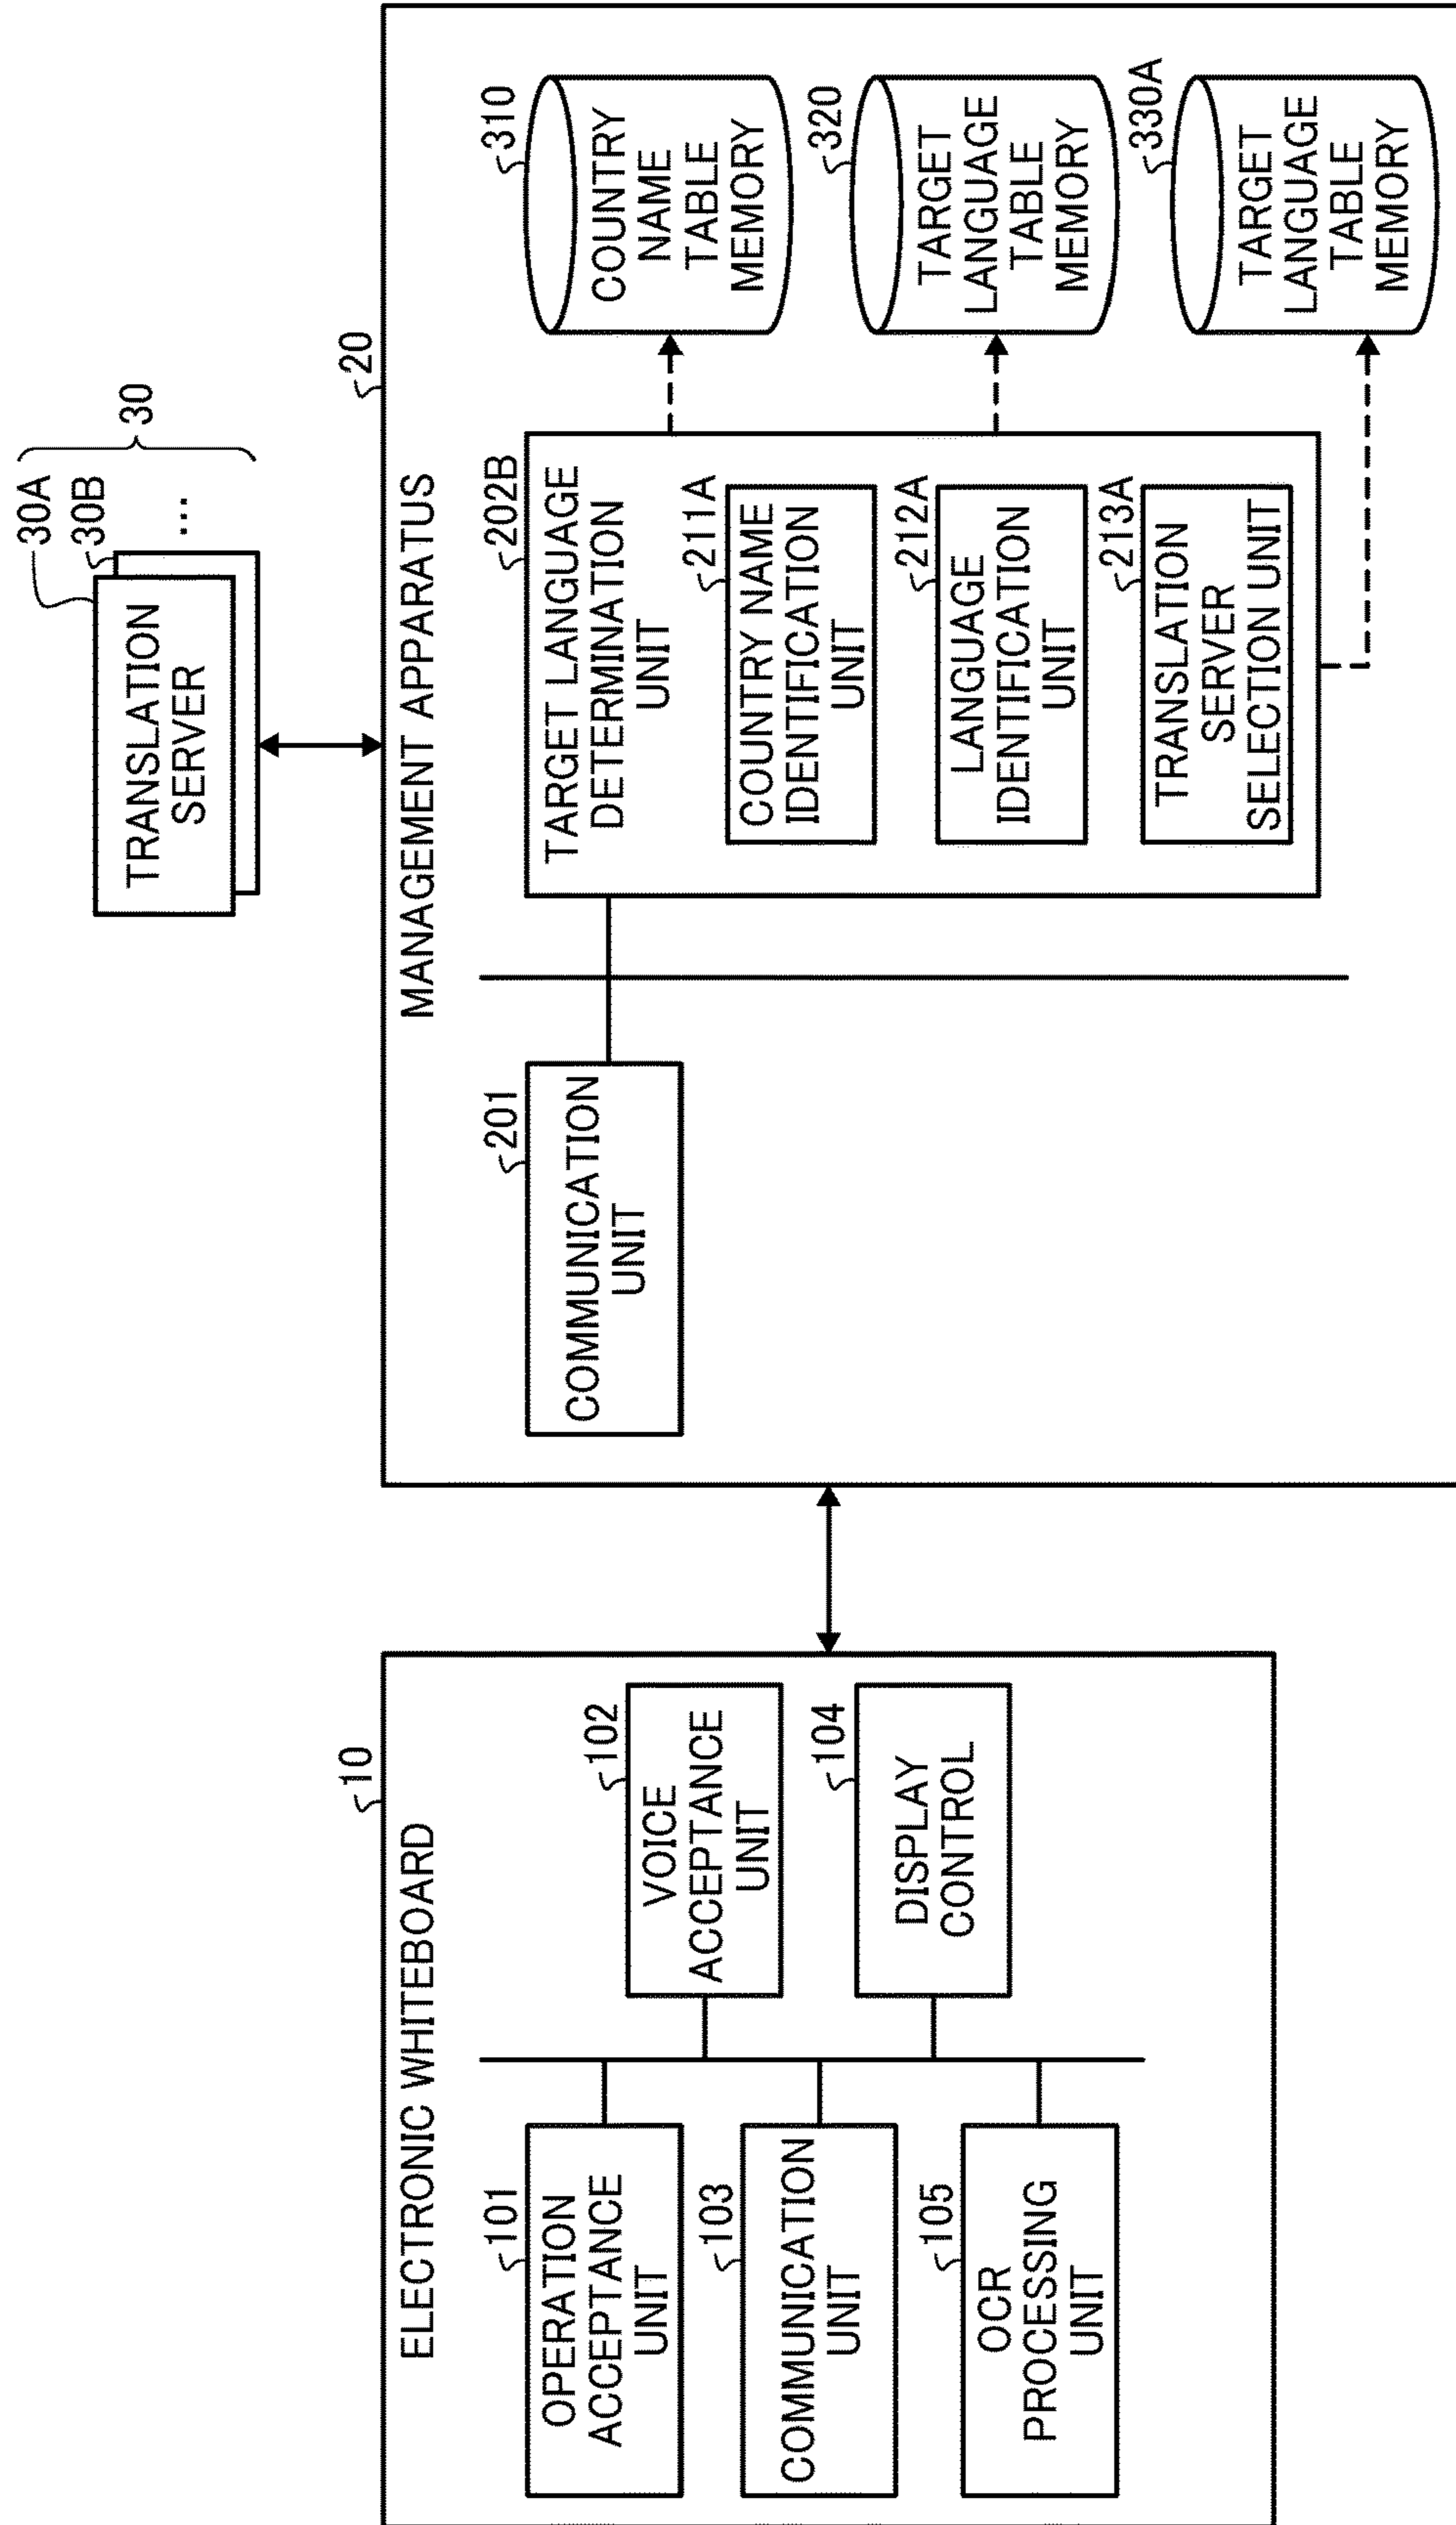 30A
30B
...
30
TRANSLATION
SERVER
10
ELECTRONIC WHITEBOARD
101
OPERATION
ACCEPTANCE
UNIT
102
VOICE
ACCEPTANCE
UNIT
103
COMMUNICATION
UNIT
104
DISPLAY
CONTROL
105
OCR
PROCESSING
UNIT
20
MANAGEMENT APPARATUS
201
COMMUNICATION
UNIT
202B
TARGET LANGUAGE
DETERMINATION
UNIT
211A
COUNTRY NAME
IDENTIFICATION
UNIT
212A
LANGUAGE
IDENTIFICATION
UNIT
213A
TRANSLATION
SERVER
SELECTION UNIT
310
COUNTRY
NAME
TABLE
MEMORY
320
TARGET
LANGUAGE
TABLE
MEMORY
330A
TARGET
LANGUAGE
TABLE
MEMORY